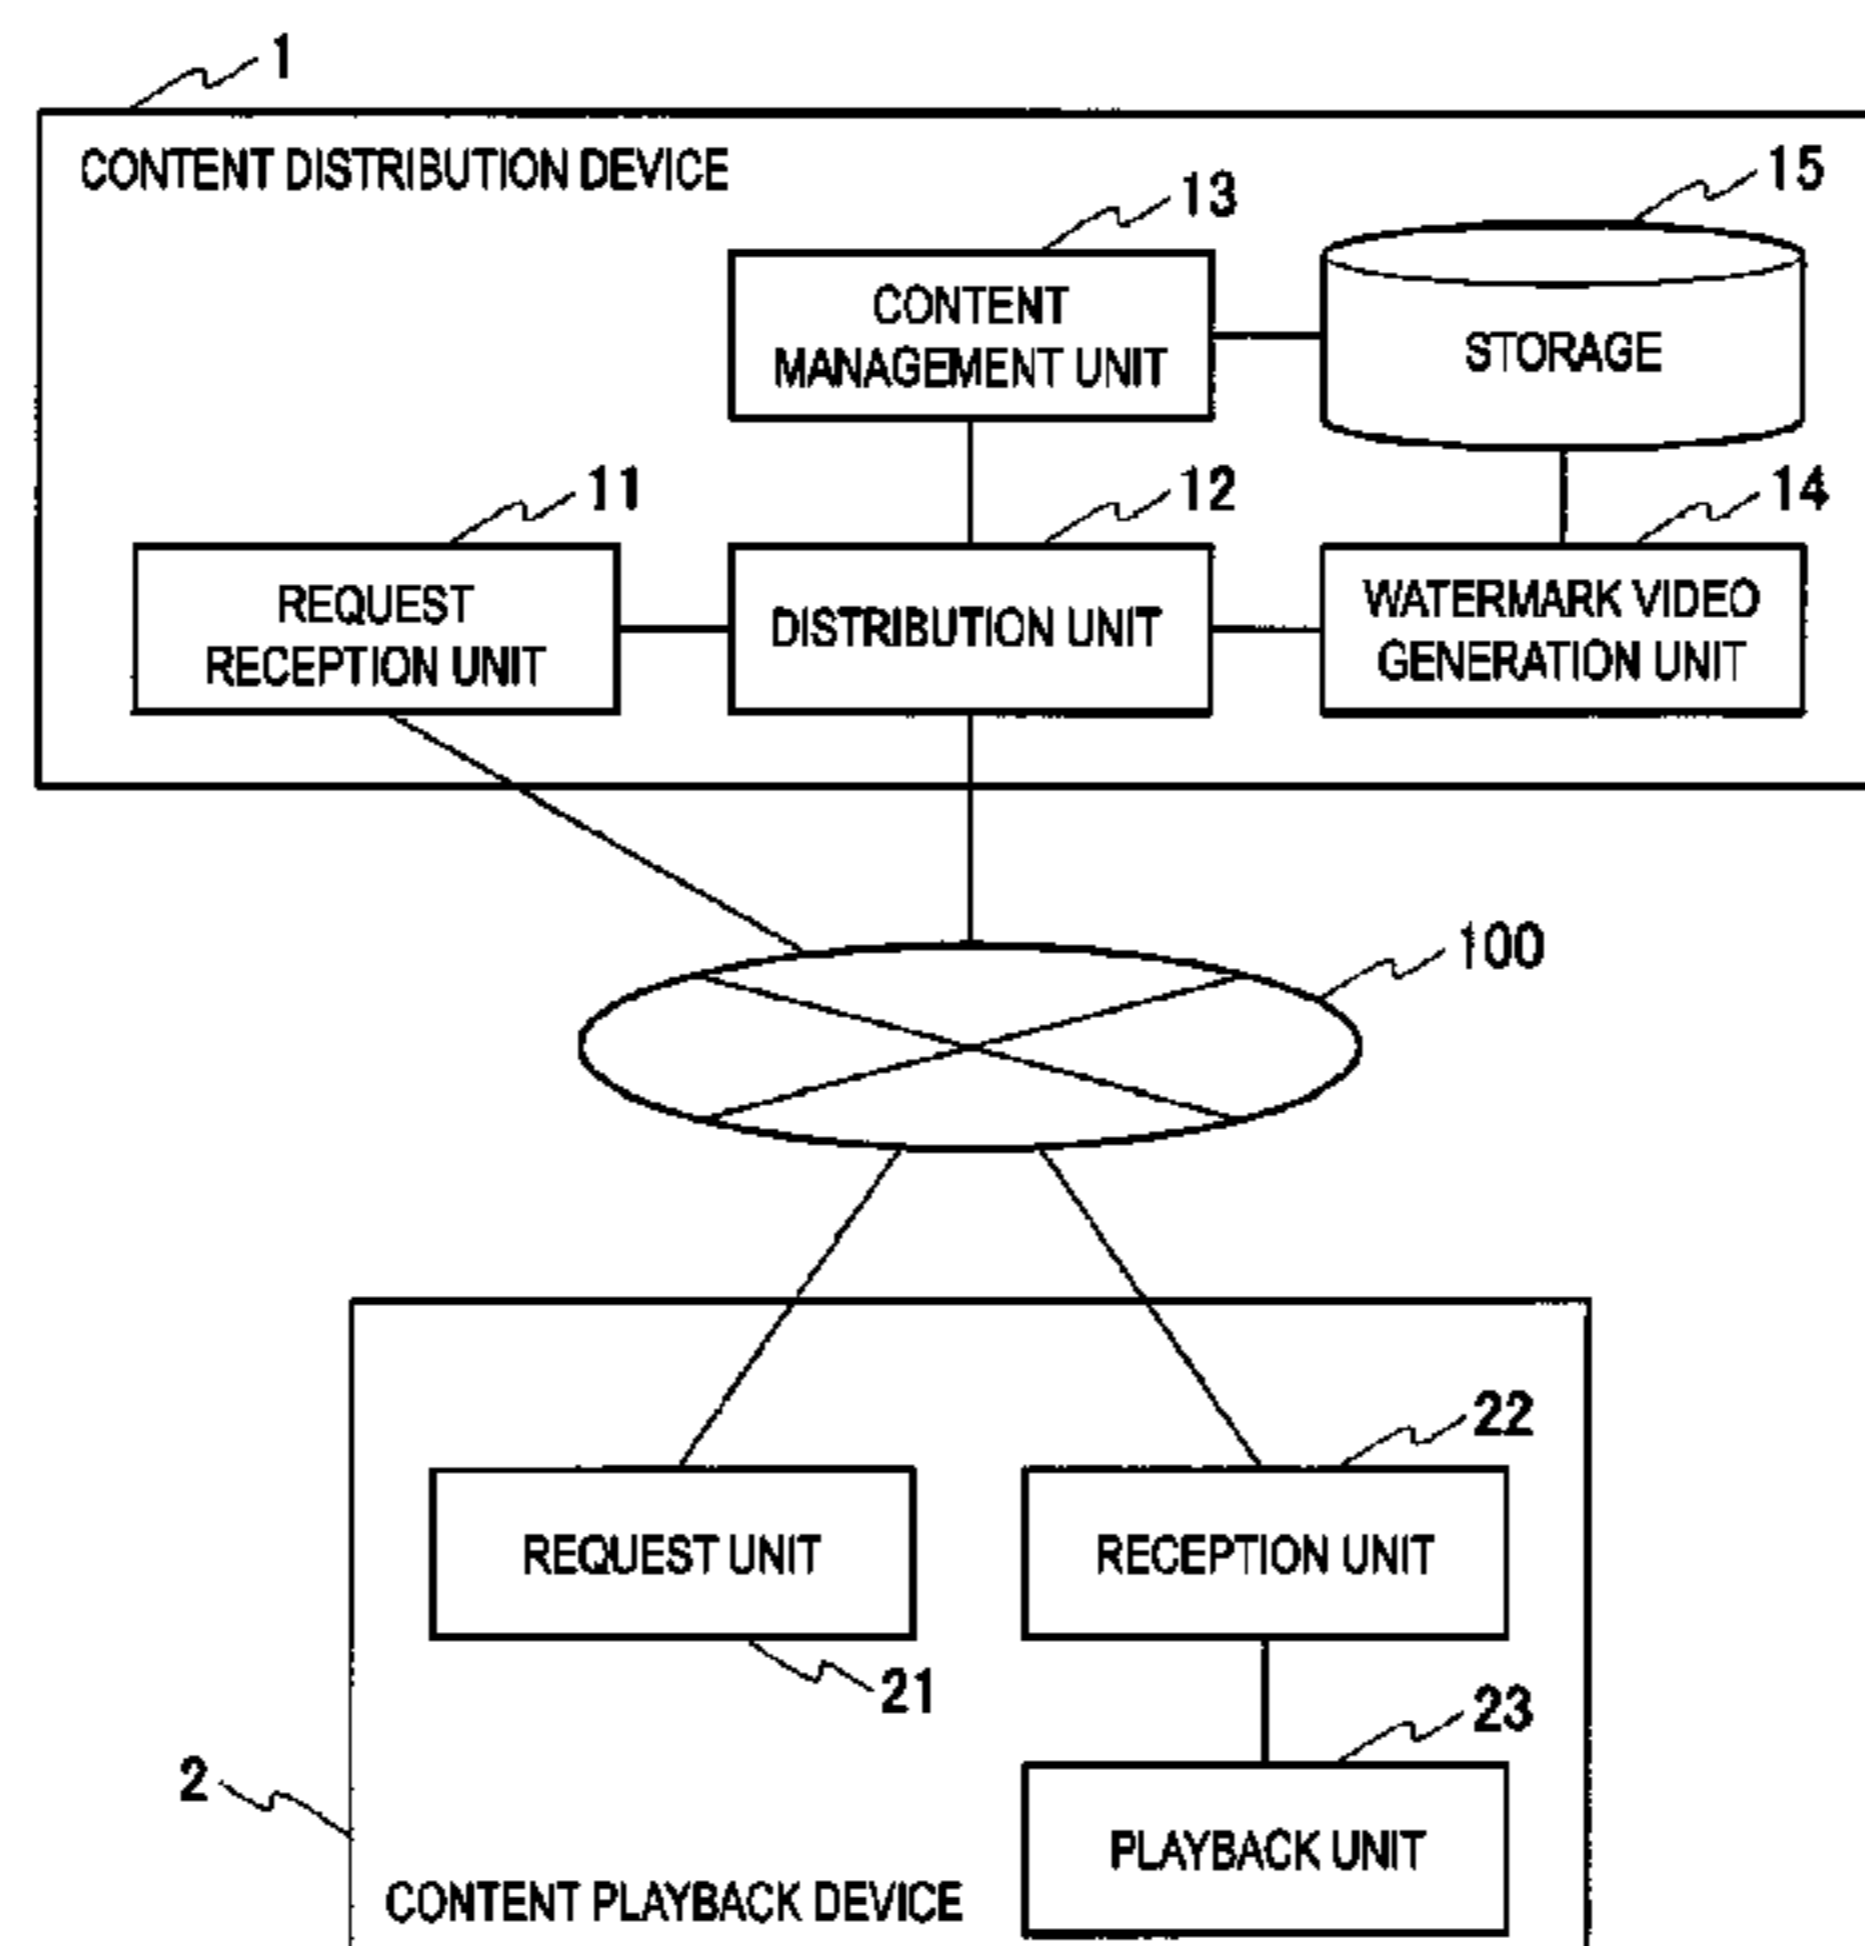 1
CONTENT DISTRIBUTION DEVICE
13
15
CONTENT
MANAGEMENT UNIT
STORAGE
11
12
14
REQUEST
RECEPTION UNIT
DISTRIBUTION UNIT
WATERMARK VIDEO
GENERATION UNIT
100
22
REQUEST UNIT
RECEPTION UNIT
21
23
2
PLAYBACK UNIT
CONTENT PLAYBACK DEVICE